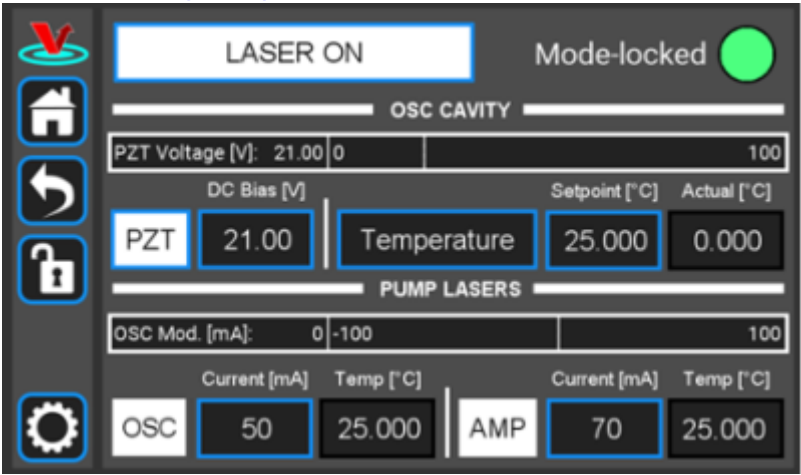 LASER ON Mode-locked
OSC CAVITY
PZT Voltage [V]: 21.00 0 100
DC Bias [V] Setpoint [°C] Actual [°C]
PZT 21.00 Temperature 25.000 0.000
PUMP LASERS
OSC Mod. [mA]: 0 -100 100
Current [mA] Temp [°C] Current [mA] Temp [°C]
OSC 50 25.000 AMP 70 25.000